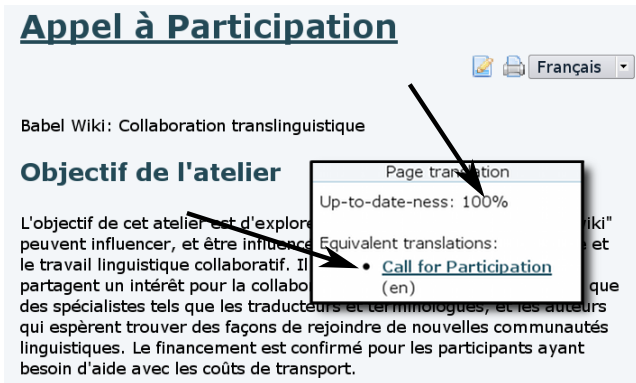 Appel à Participation
Français
Babel Wiki: Collaboration translinguistique
Objectif de l'atelier
Page translation
Up-to-date-ness: 100%
Equivalent translations:
• Call for Participation
(en)
L'objectif de cet atelier est d'explorer
peuvent influencer, et être influencé et
le travail linguistique collaboratif. Il
partagent un intérêt pour la collabo que
des spécialistes tels que les traducteurs et terminologues, et les auteurs
qui espèrent trouver des façons de rejoindre de nouvelles communautés
linguistiques. Le financement est confirmé pour les participants ayant
besoin d'aide avec les coûts de transport.